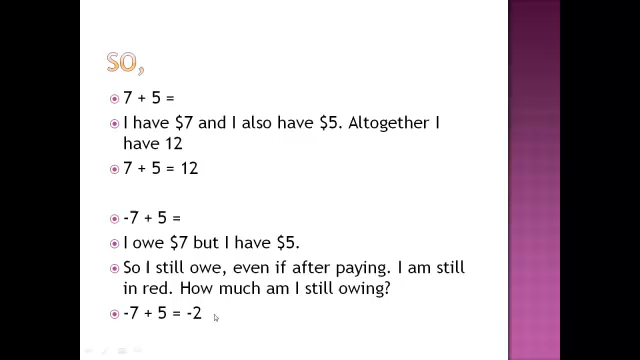 SO,
7 + 5 =
I have $7 and I also have $5. Altogether I
have 12
7 + 5 = 12
-7 + 5 =
I owe $7 but I have $5.
So I still owe, even if after paying. I am still
in red. How much am I still owing?
-7 + 5 = -2